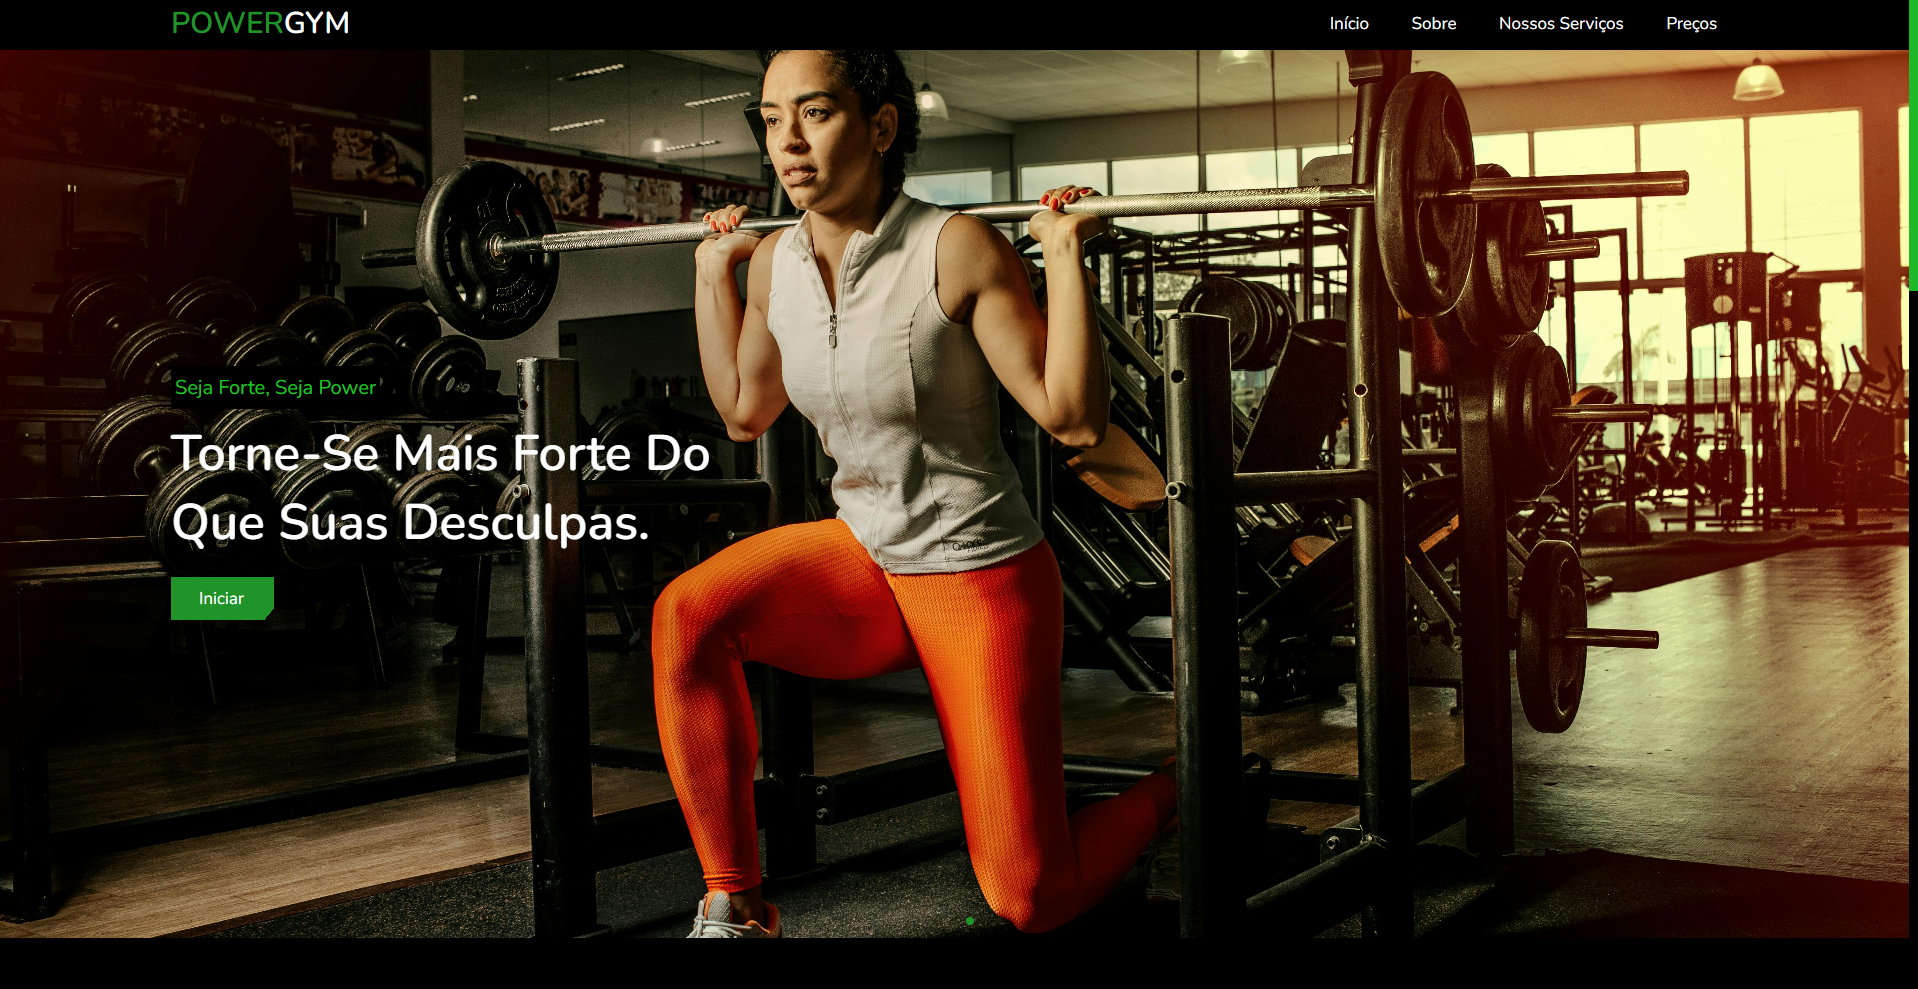 POWERGYM
Início Sobre Nossos Serviços Preços
Seja Forte, Seja Power
Torne-Se Mais Forte Do
Que Suas Desculpas.
Iniciar